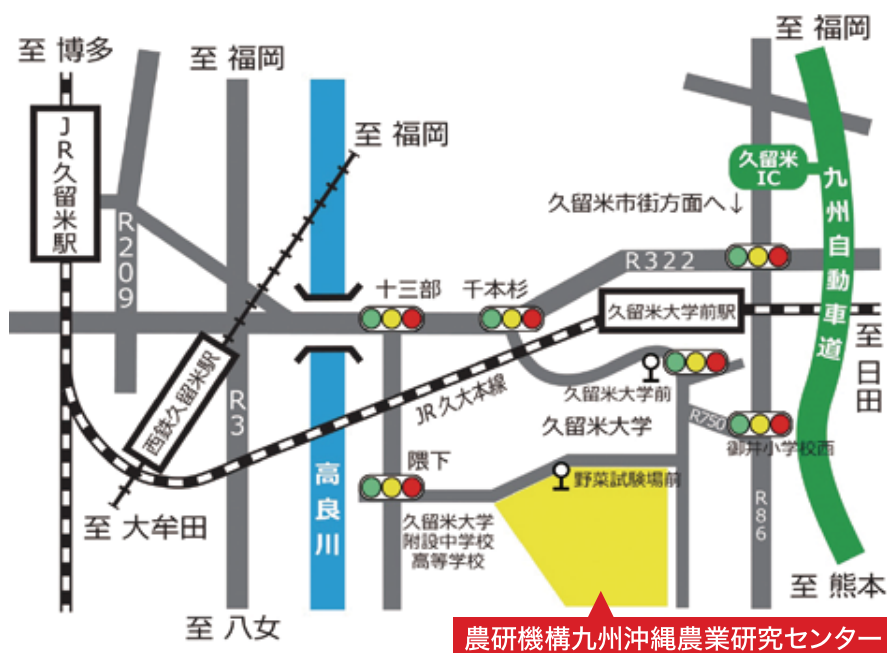 至 博多
至 福岡
至 福岡
JR久留米駅
至 福岡
久留米
IC
九州自動車道
久留米市街方面へ↓
R209
R322
十三部
千本杉
久留米大学前駅
至 日田
西鉄久留米駅
JR久大本線
久留米大学前
R3
久留米大学
R750
御井小学校西
隈下
野菜試験場前
高良川
R86
久留米大学
附設中学校
高等学校
至 大牟田
至 熊本
至 八女
農研機構九州沖縄農業研究センター